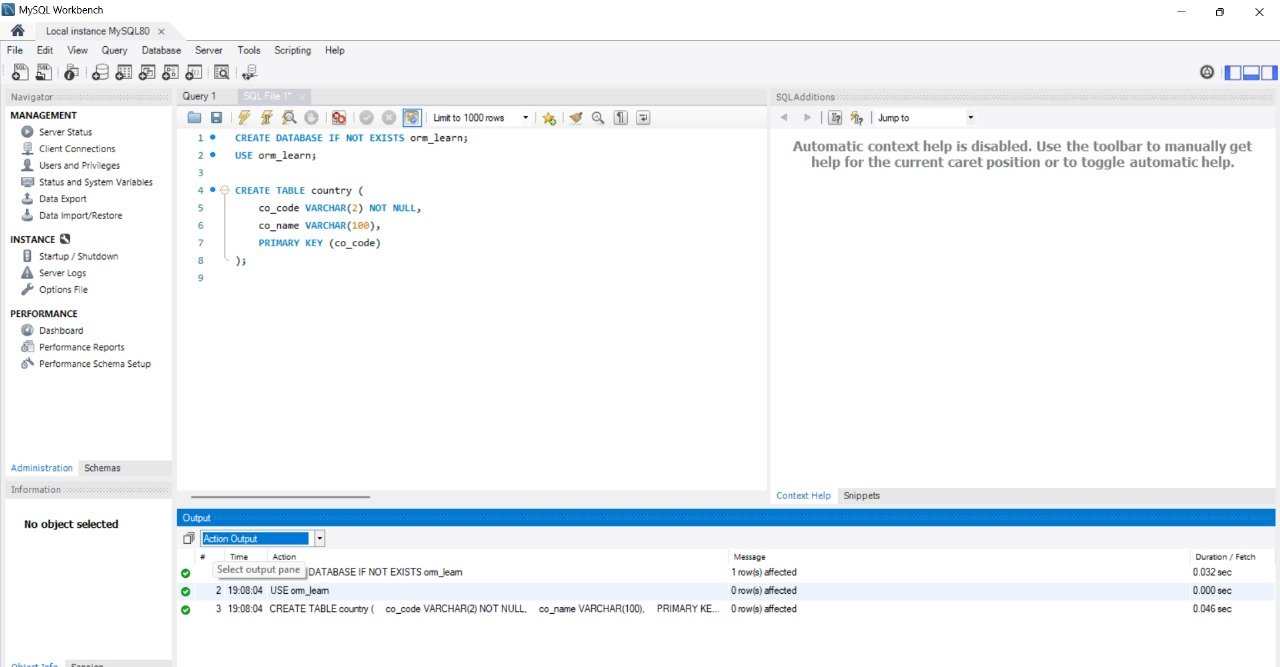 MySQL Workbench
Local instance MySQL80
File Edit View Query Database Server Tools Scripting Help
Navigator
MANAGEMENT
Server Status
Client Connections
Users and Privileges
Status and System Variables
Data Export
Data Import/Restore
INSTANCE
Startup / Shutdown
Server Logs
Options File
PERFORMANCE
Dashboard
Performance Reports
Performance Schema Setup
Administration Schemas
Information
No object selected
Object Info Session
Query 1 SQL File 1*
Limit to 1000 rows
1 CREATE DATABASE IF NOT EXISTS orm_learn;
2 USE orm_learn;
3
4 CREATE TABLE country (
5 co_code VARCHAR(2) NOT NULL,
6 co_name VARCHAR(100),
7 PRIMARY KEY (co_code)
8 );
9
SQLAdditions
Jump to
Automatic context help is disabled. Use the toolbar to manually get
help for the current caret position or to toggle automatic help.
Context Help Snippets
Output
Action Output
# Time Action Message Duration / Fetch
Select output pane DATABASE IF NOT EXISTS orm_learn 1 row(s) affected 0.032 sec
2 19:08:04 USE orm_learn 0 row(s) affected 0.000 sec
3 19:08:04 CREATE TABLE country ( co_code VARCHAR(2) NOT NULL, co_name VARCHAR(100), PRIMARY KE... 0 row(s) affected 0.046 sec